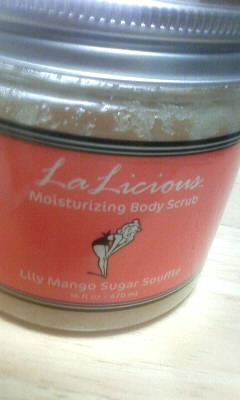 LaLicious
Moisturizing Body Scrub
Lily Mango Sugar Soufflé
16 fl oz - 470 ml